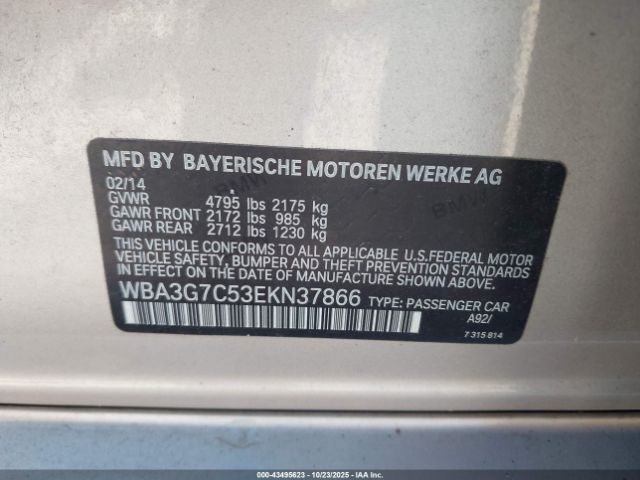 MFD BY BAYERISCHE MOTOREN WERKE AG
02/14
GVWR 4795 lbs 2175 kg
GAWR FRONT 2172 lbs 985 kg
GAWR REAR 2712 lbs 1230 kg
THIS VEHICLE CONFORMS TO ALL APPLICABLE U.S.FEDERAL MOTOR
VEHICLE SAFETY, BUMPER AND THEFT PREVENTION
STANDARDS IN EFFECT ON DATE OF MANUFACTURE SHOWN ABOVE.
WBA3G7C53EKN37866 TYPE: PASSENGER CAR
A92/
7 315 814
BMW
BMW
000 - 43495623 | 10/23/2025 - IAA Inc. (C) Copyright